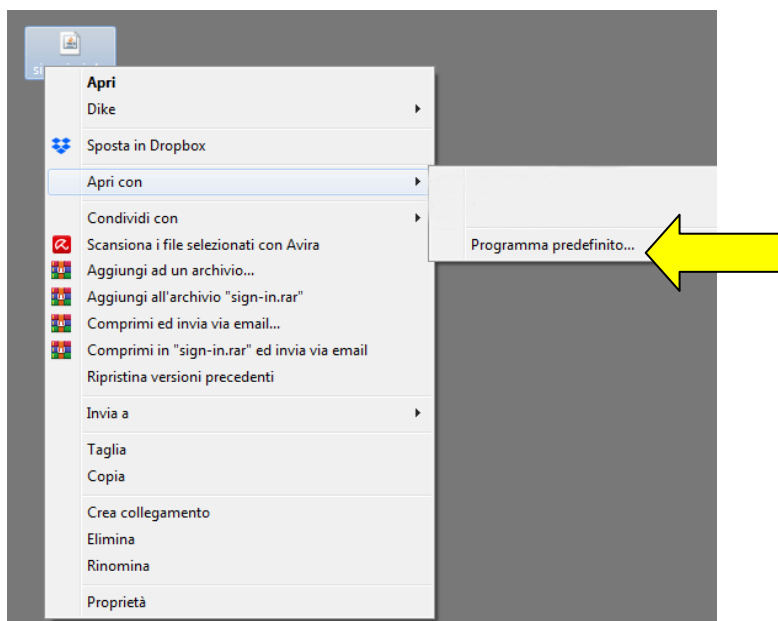 Apri
Dike
Sposta in Dropbox
Apri con
Programma predefinito...
Condividi con
Scansiona i file selezionati con Avira
Aggiungi ad un archivio...
Aggiungi all'archivio "sign-in.rar"
Comprimi ed invia via email...
Comprimi in "sign-in.rar" ed invia via email
Ripristina versioni precedenti
Invia a
Taglia
Copia
Crea collegamento
Elimina
Rinomina
Proprietà